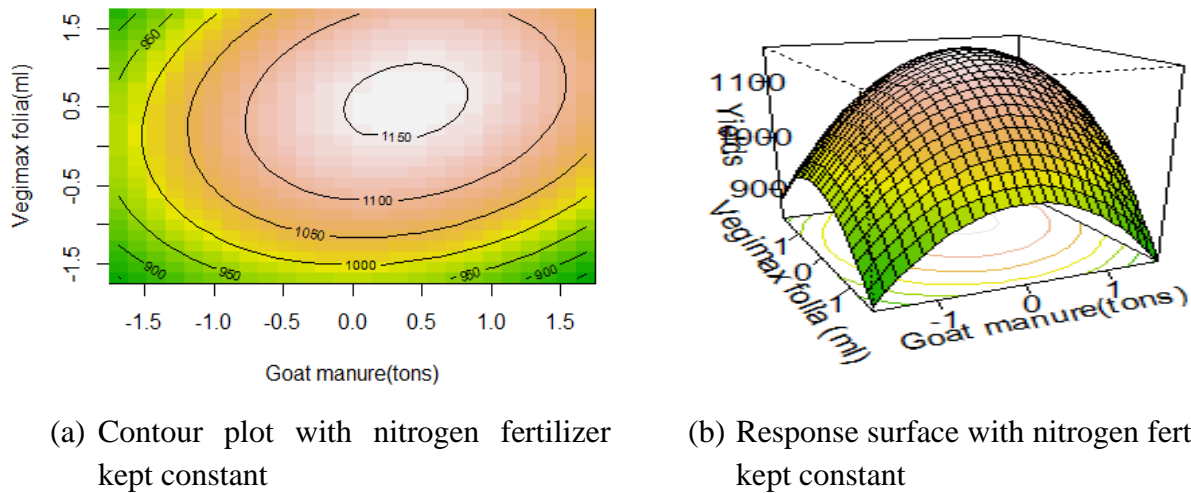 1.5
0.5
-0.5
-1.5
Vegimax folia(ml)
950
1150
1100
1050
1000
950
900
950
900
-1.5 -1.0 -0.5 0.0 0.5 1.0 1.5
Goat manure(tons)
1100
1000
900
Yields
1
0
1
Vegimax folia (ml)
-1
0
1
Goat manure(tons)
(a) Contour plot with nitrogen fertilizer
kept constant
(b) Response surface with nitrogen fert
kept constant